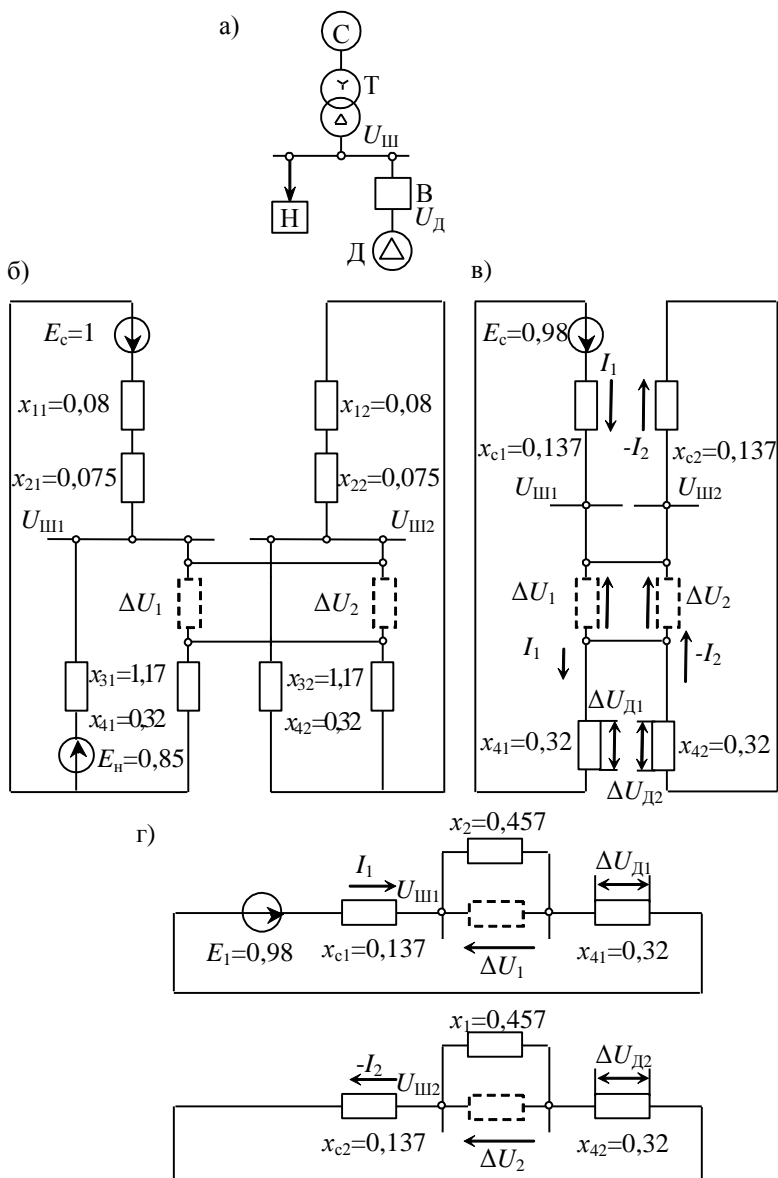 а)
С
Т
U_Ш
Н
В
U_Д
Д
б)
E_с=1
x_11=0,08
x_12=0,08
x_21=0,075
x_22=0,075
U_Ш1
U_Ш2
ΔU_1
ΔU_2
x_31=1,17
x_32=1,17
x_41=0,32
x_42=0,32
E_н=0,85
в)
E_с=0,98
I_1
x_с1=0,137
-I_2
x_с2=0,137
U_Ш1
U_Ш2
ΔU_1
ΔU_2
I_1
-I_2
ΔU_Д1
x_41=0,32
x_42=0,32
ΔU_Д2
г)
x_2=0,457
I_1
U_Ш1
ΔU_Д1
E_1=0,98
x_с1=0,137
ΔU_1
x_41=0,32
x_1=0,457
-I_2
U_Ш2
ΔU_Д2
x_с2=0,137
ΔU_2
x_42=0,32